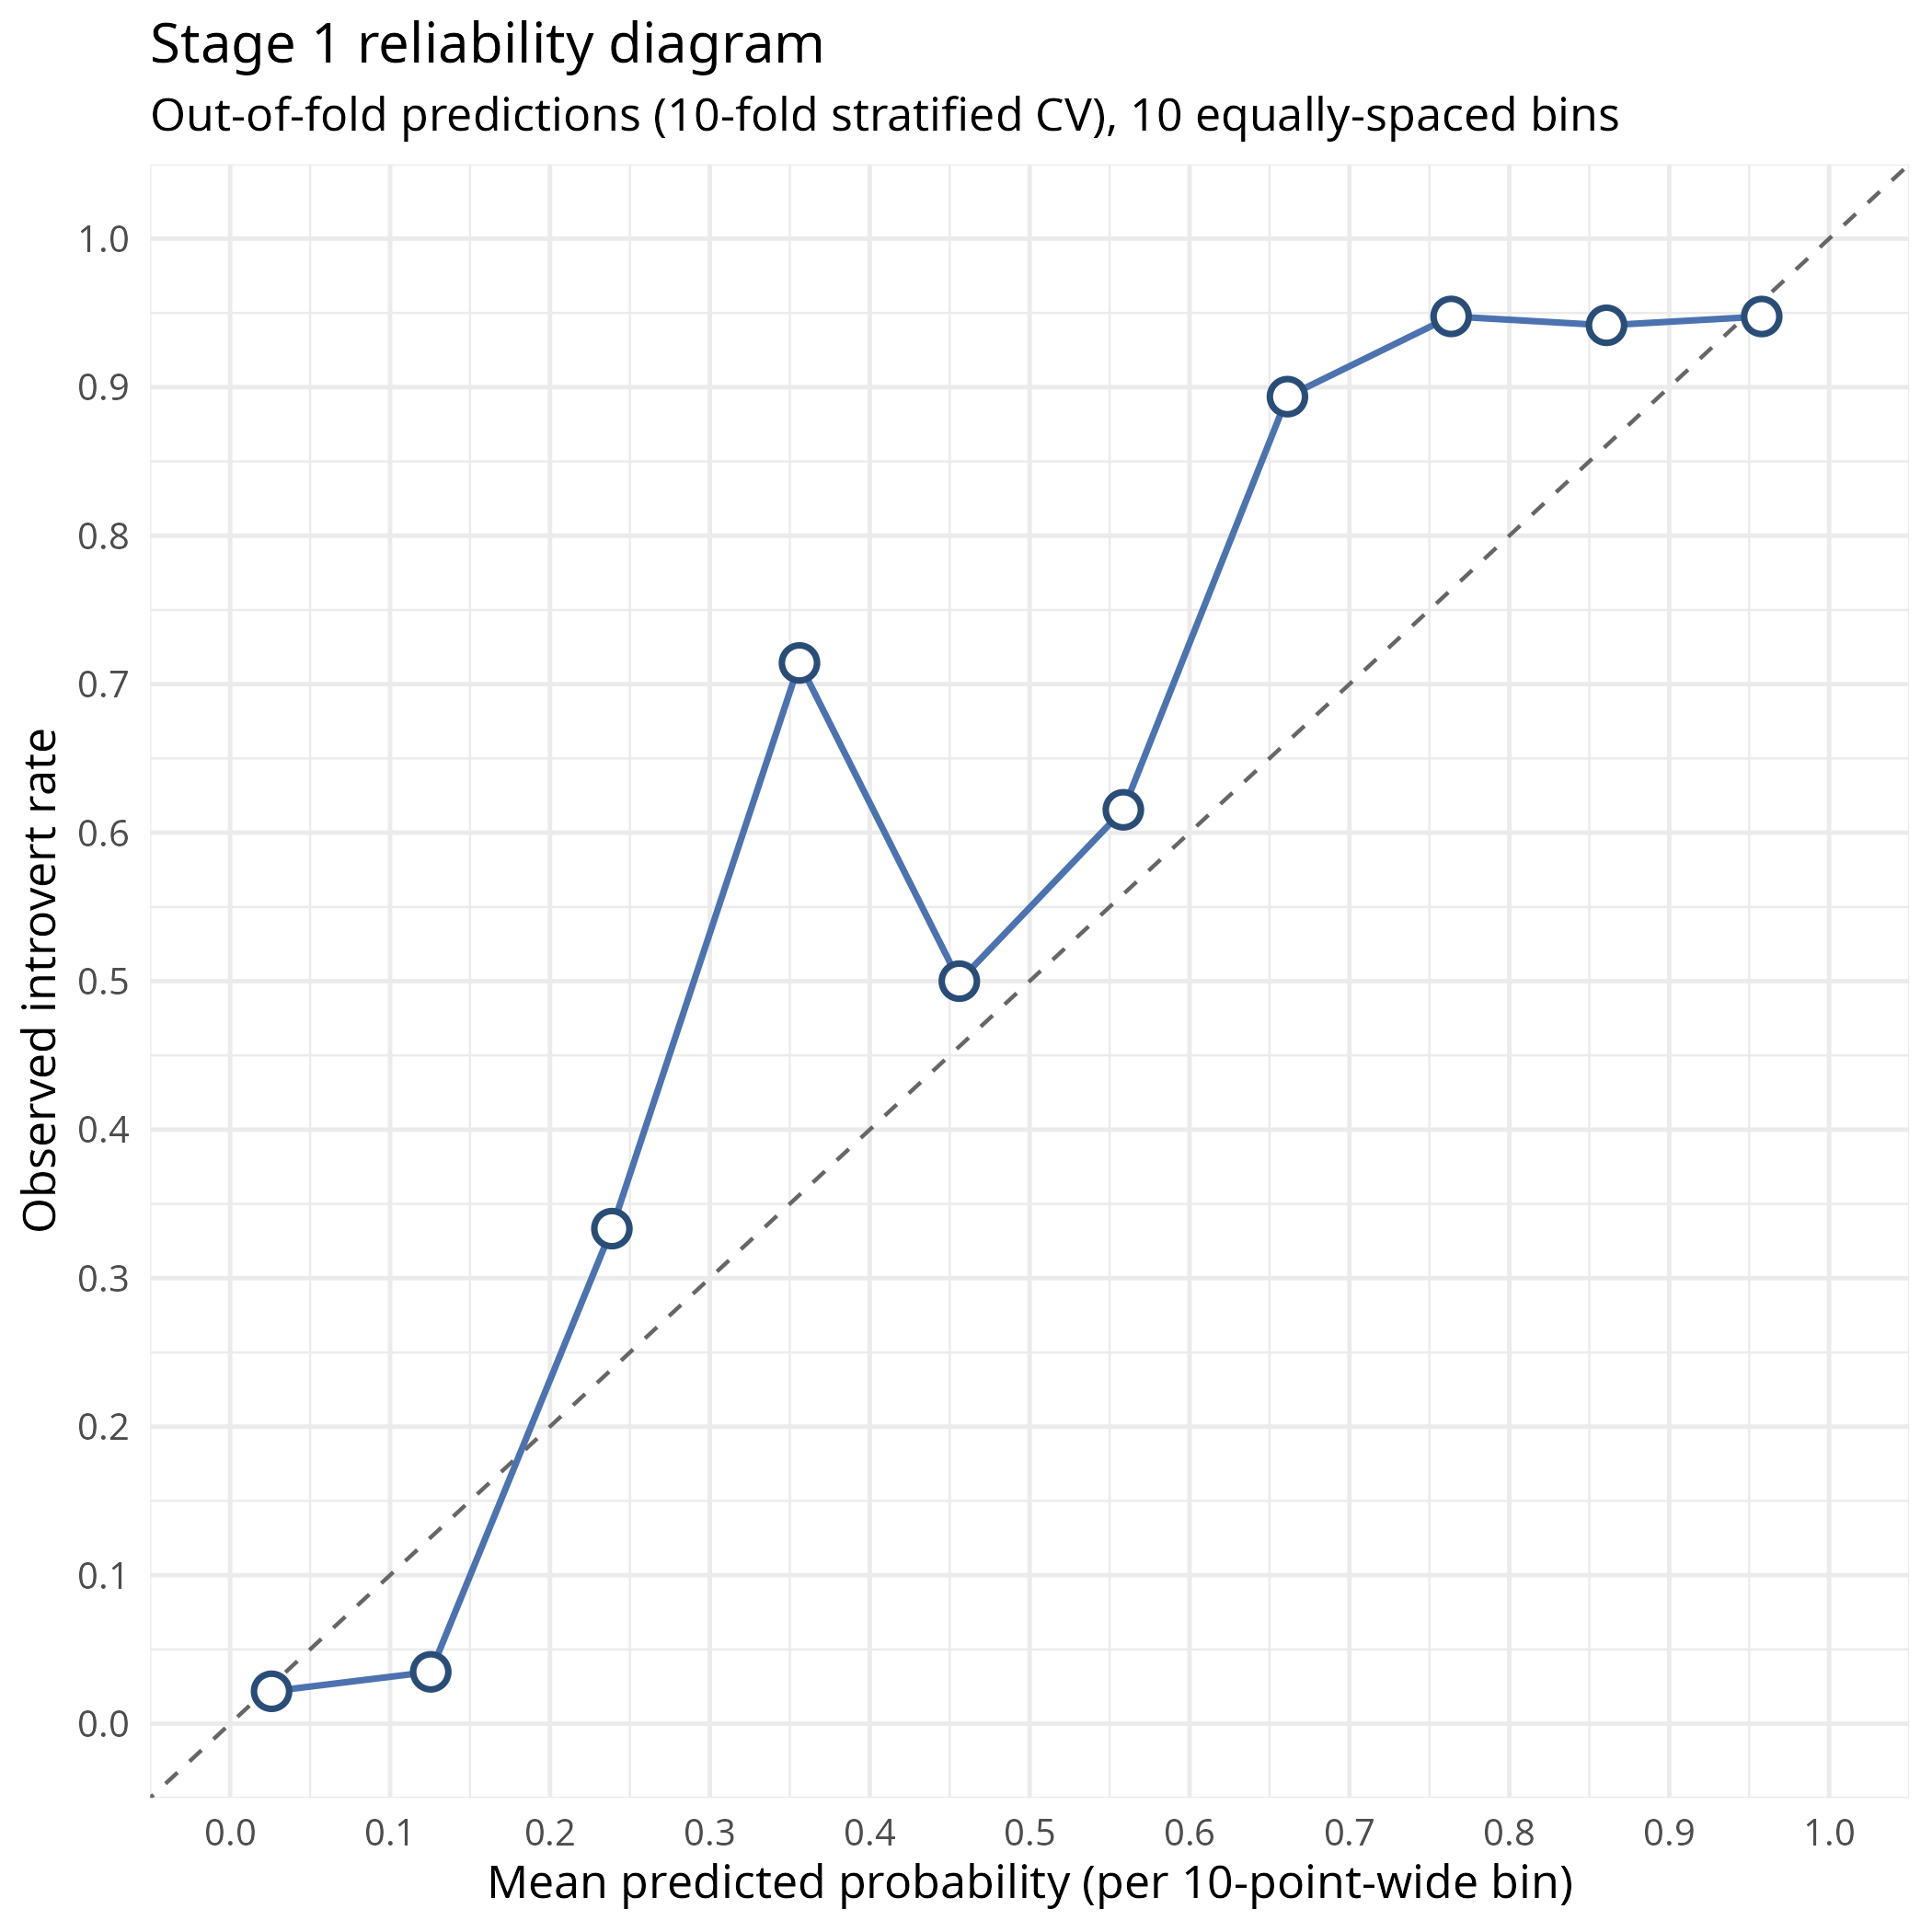 Stage 1 reliability diagram
Out-of-fold predictions (10-fold stratified CV), 10 equally-spaced bins
Observed introvert rate
1.0
0.9
0.8
0.7
0.6
0.5
0.4
0.3
0.2
0.1
0.0
0.0 0.1 0.2 0.3 0.4 0.5 0.6 0.7 0.8 0.9 1.0
Mean predicted probability (per 10-point-wide bin)